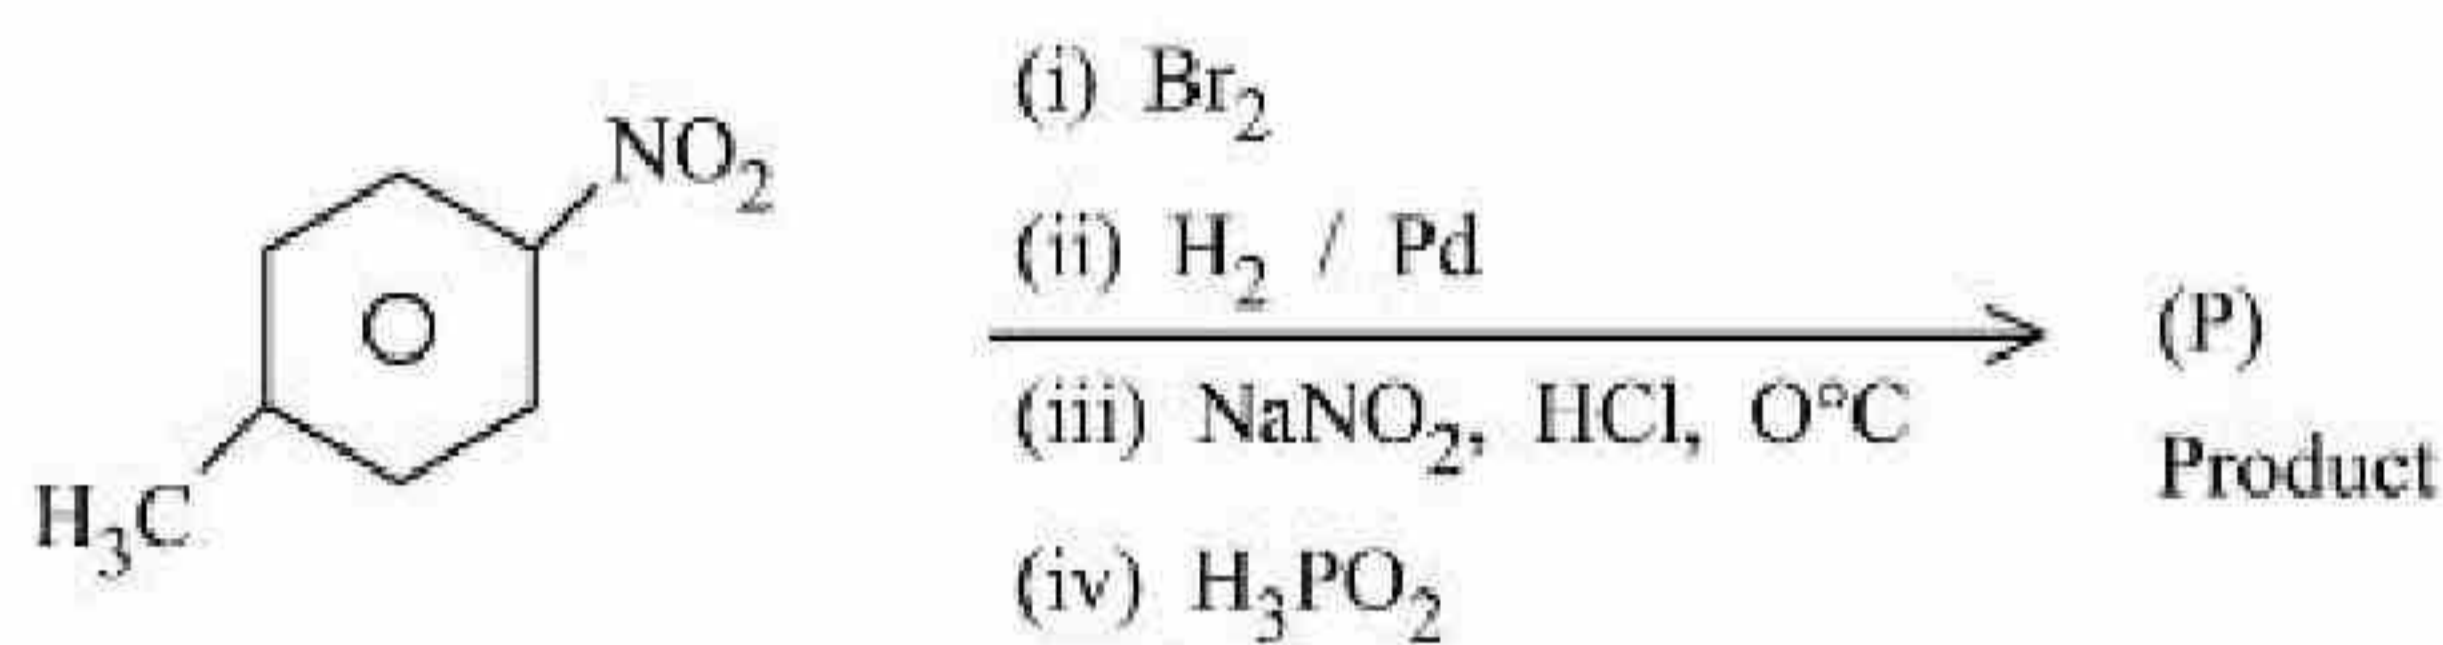 NO₂
H₃C
(i) Br₂
(ii) H₂ / Pd
(iii) NaNO₂, HCl, O°C
(iv) H₃PO₂
(P)
Product